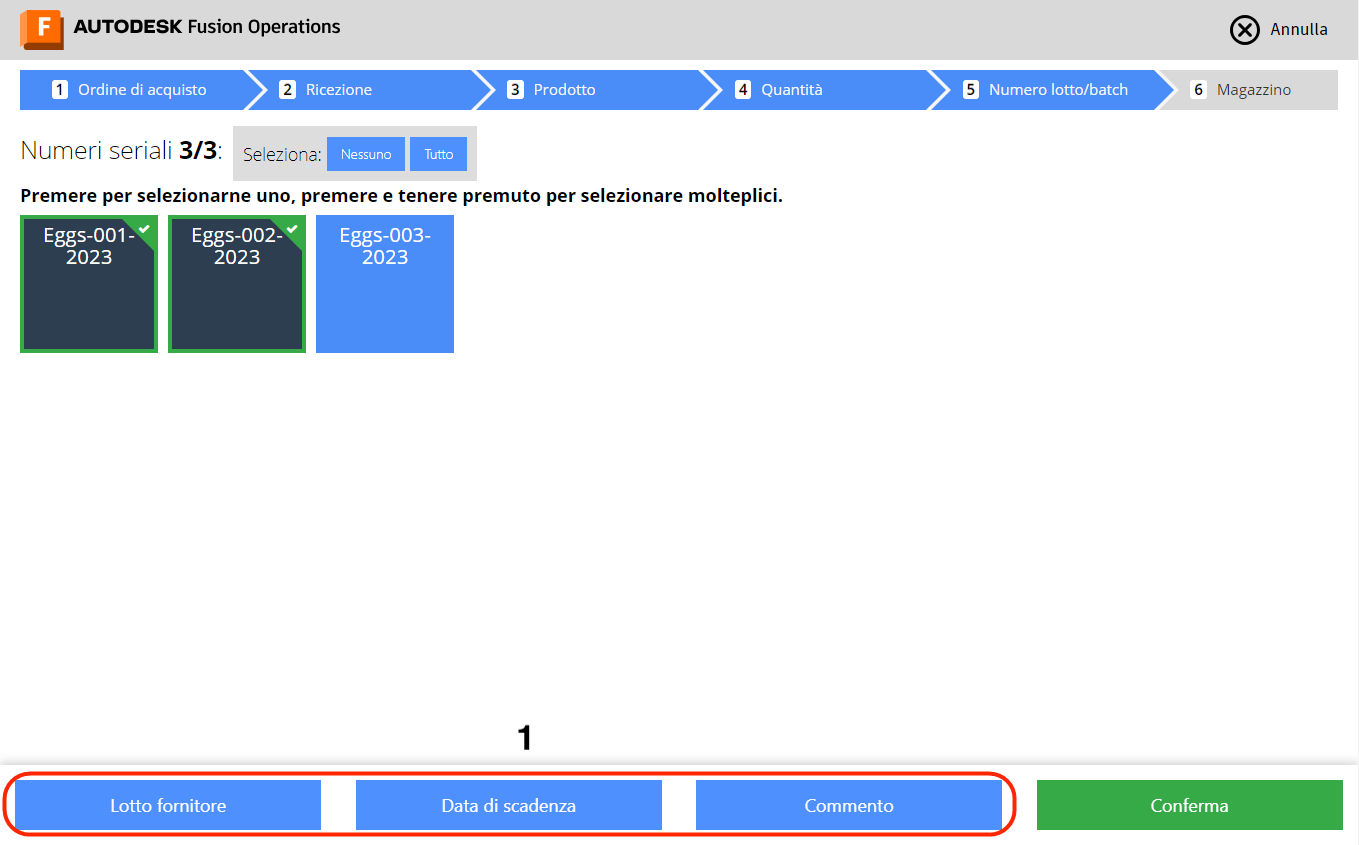 F AUTODESK Fusion Operations
Annulla
1 Ordine di acquisto
2 Ricezione
3 Prodotto
4 Quantità
5 Numero lotto/batch
6 Magazzino
Numeri seriali 3/3:
Seleziona: Nessuno Tutto
Premere per selezionarne uno, premere e tenere premuto per selezionare molteplici.
Eggs-001-
2023
Eggs-002-
2023
Eggs-003-
2023
1
Lotto fornitore
Data di scadenza
Commento
Conferma